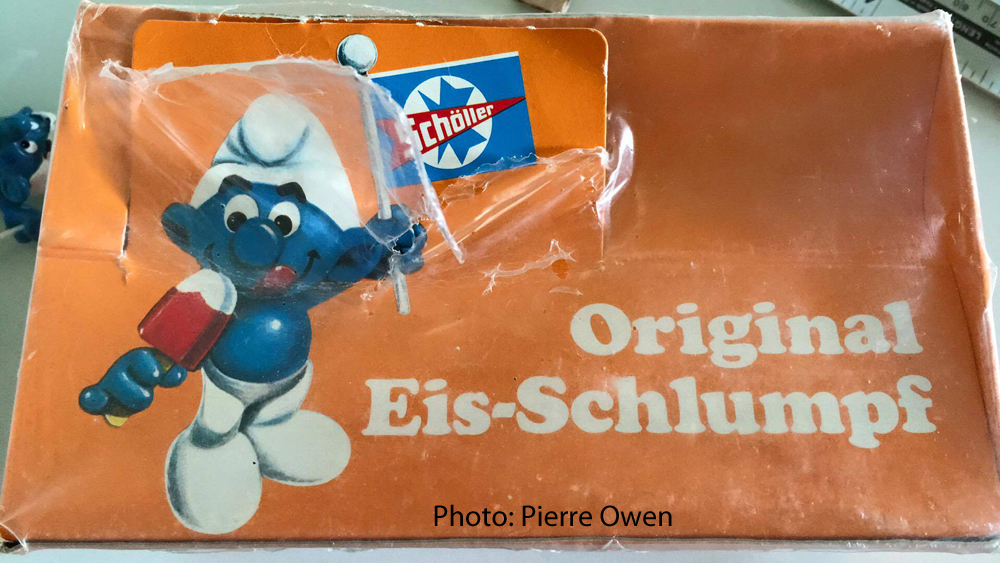 Schöller
Original
Eis-Schlumpf
Photo: Pierre Owen